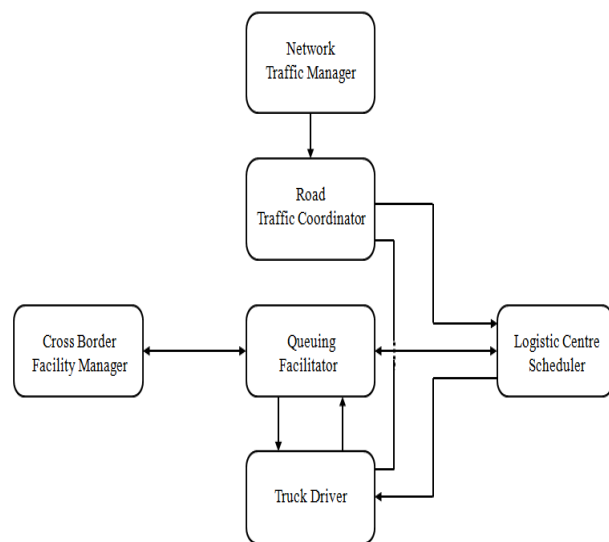 Network
Traffic Manager
Road
Traffic Coordinator
Cross Border
Facility Manager
Queuing
Facilitator
Logistic Centre
Scheduler
Truck Driver